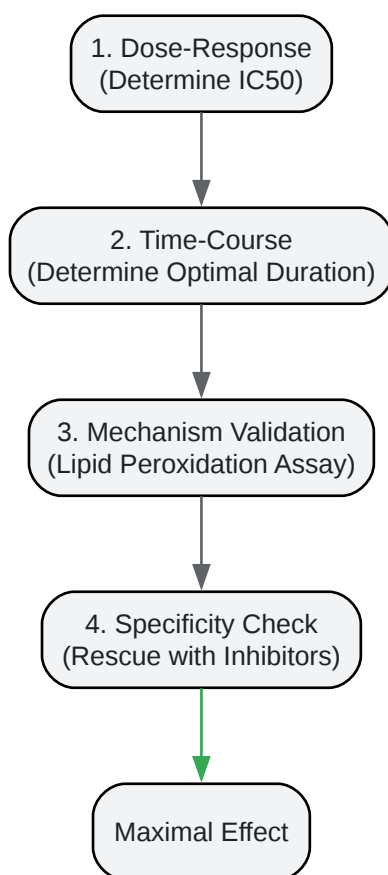 1. Dose-Response
(Determine IC50)
2. Time-Course
(Determine Optimal Duration)
3. Mechanism Validation
(Lipid Peroxidation Assay)
4. Specificity Check
(Rescue with Inhibitors)
Maximal Effect